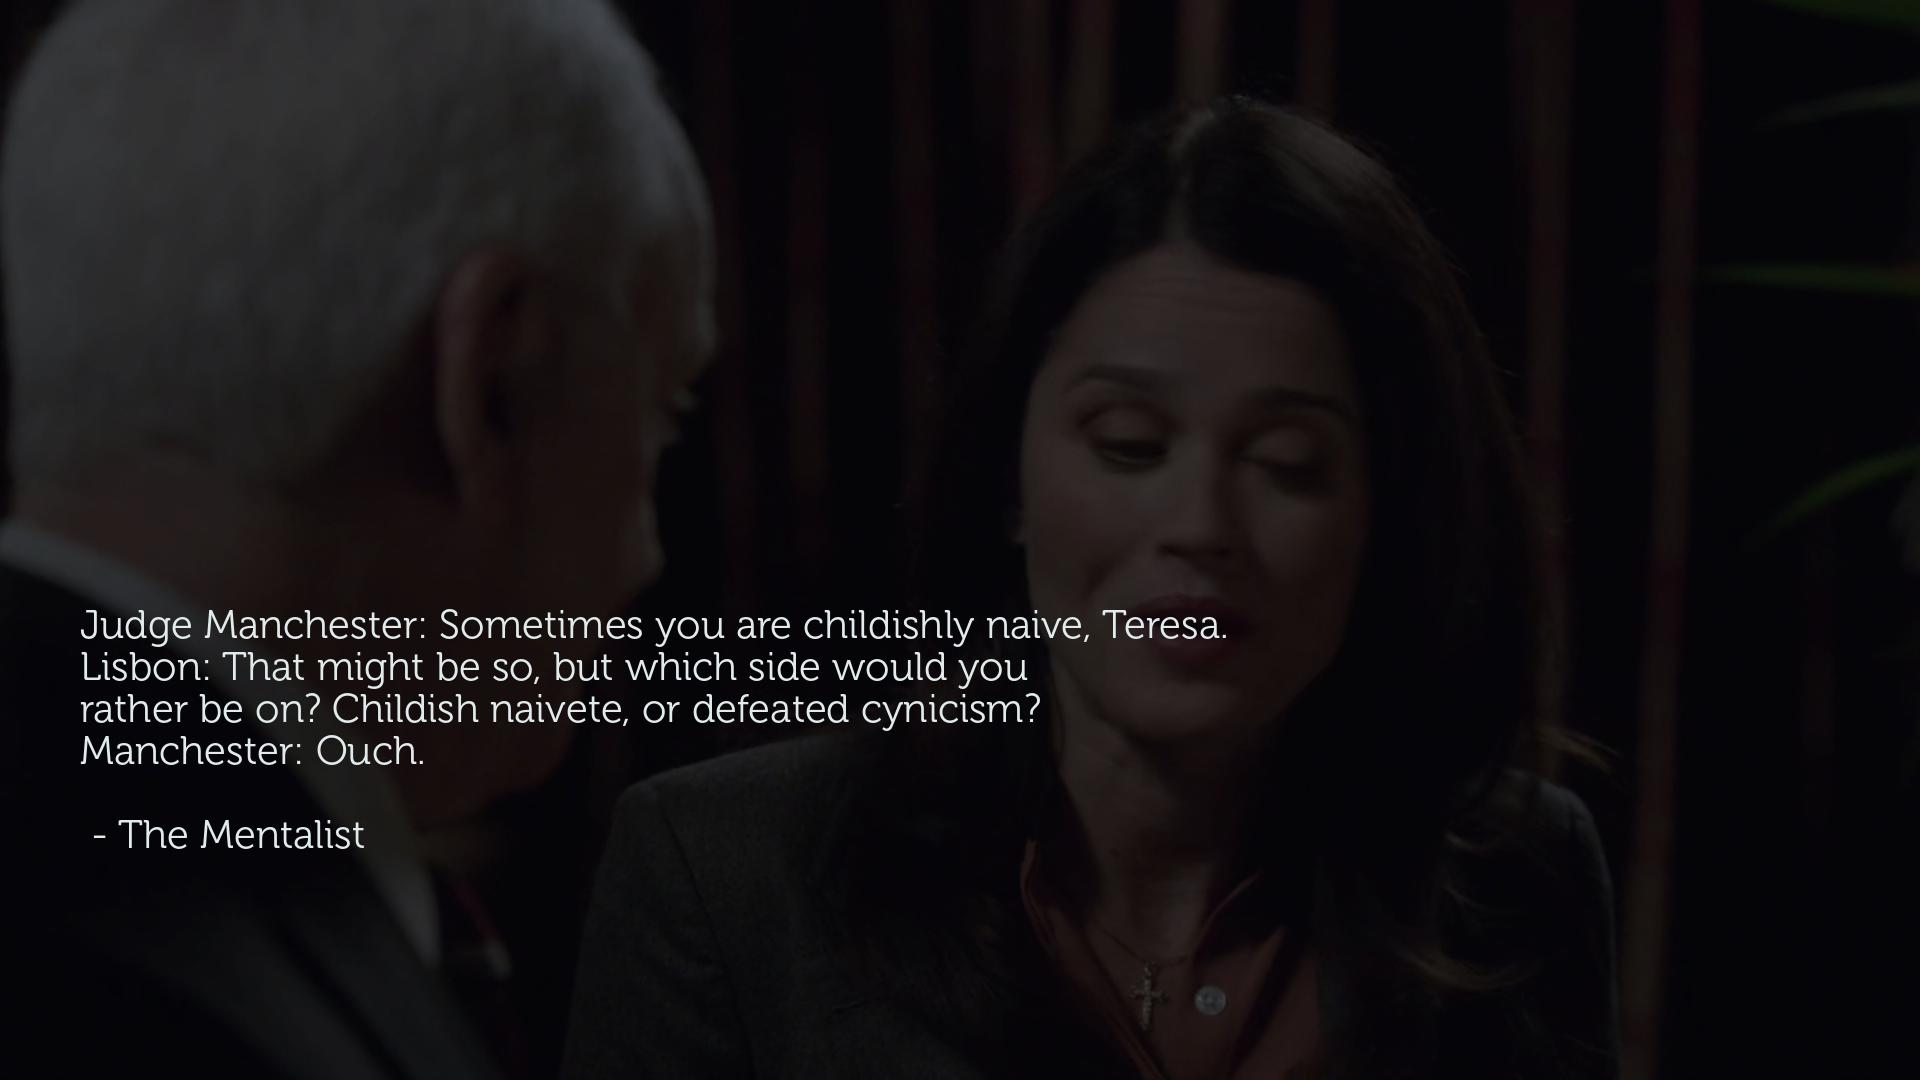 Judge Manchester: Sometimes you are childishly naive, Teresa.
Lisbon: That might be so, but which side would you
rather be on? Childish naivete, or defeated cynicism?
Manchester: Ouch.
- The Mentalist